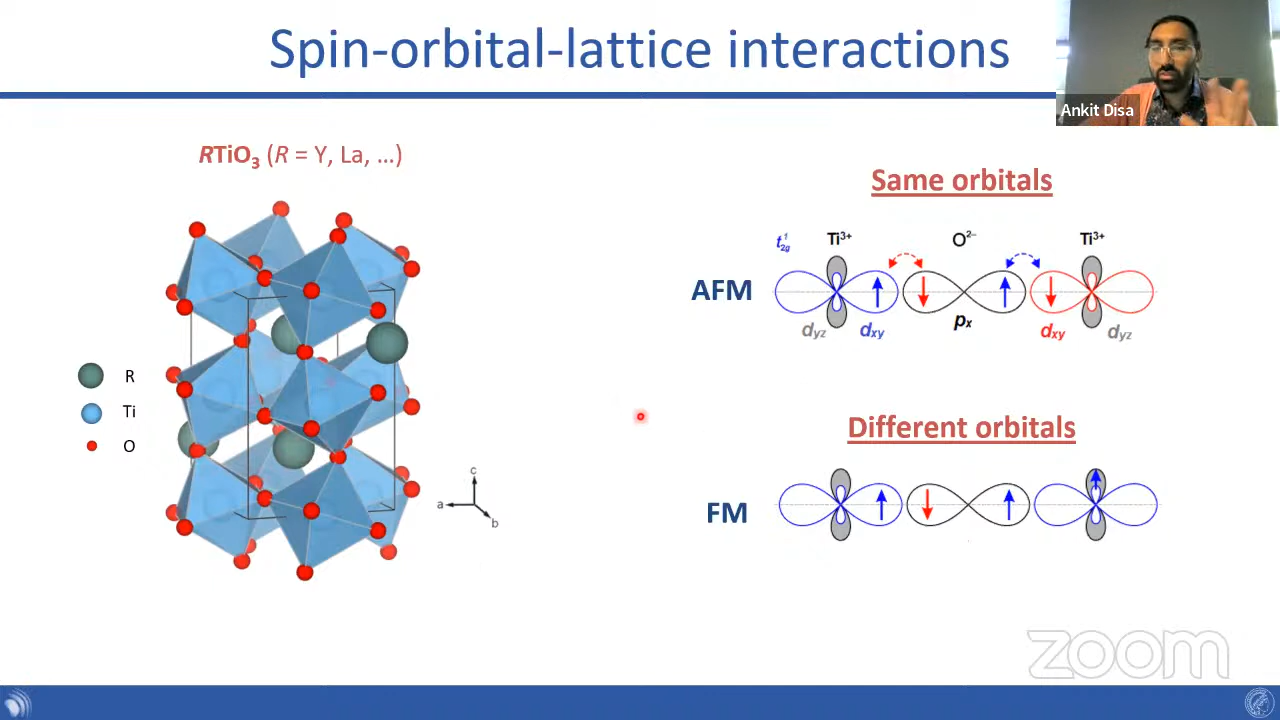 Spin-orbital-lattice interactions
Ankit Disa
RTiO₃ (R = Y, La, ...)
R
Ti
O
c
a
b
Same orbitals
t¹₂g
Ti³⁺
O²⁻
Ti³⁺
AFM
dyz
dxy
px
dxy
dyz
Different orbitals
FM
zoom